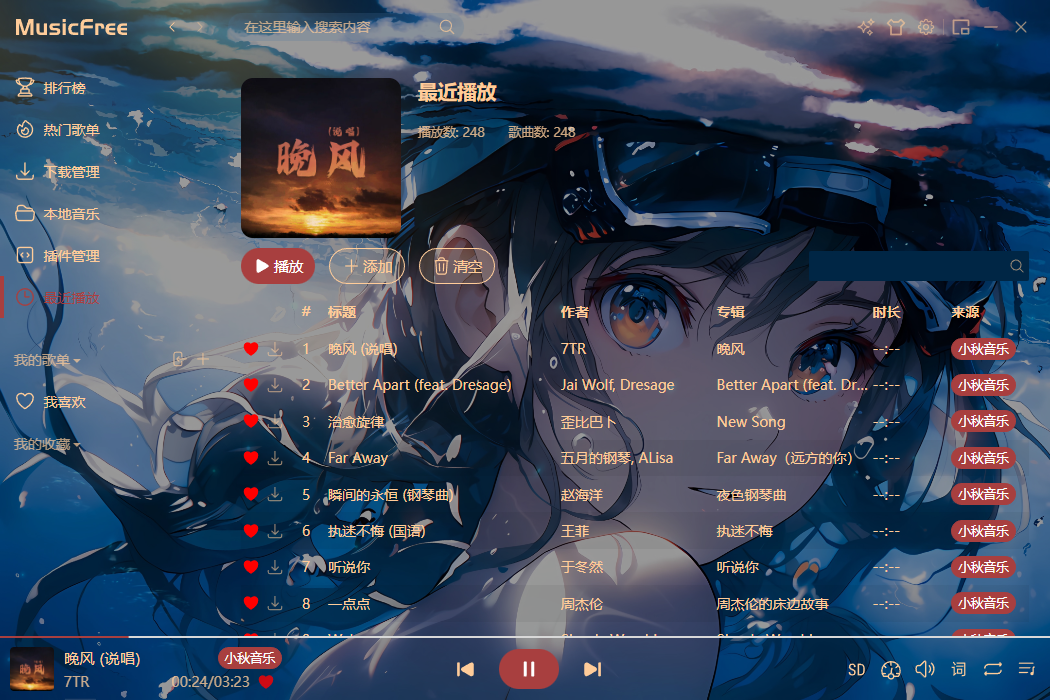 MusicFree
在这里输入搜索内容
排行榜
热门歌单
下载管理
本地音乐
插件管理
最近播放
我的歌单
我喜欢
我的收藏
(说唱)
晚风
最近播放
播放数: 248 歌曲数: 248
播放 添加 清空
# 标题 作者 专辑 时长 来源
1 晚风 (说唱) 7TR 晚风 --:-- 小秋音乐
2 Better Apart (feat. Dresage) Jai Wolf, Dresage Better Apart (feat. Dr... --:-- 小秋音乐
3 治愈旋律 歪比巴卜 New Song --:-- 小秋音乐
4 Far Away 五月的钢琴, ALisa Far Away（远方的你） --:-- 小秋音乐
5 瞬间的永恒 (钢琴曲) 赵海洋 夜色钢琴曲 --:-- 小秋音乐
6 执迷不悔 (国语) 王菲 执迷不悔 --:-- 小秋音乐
7 听说你 于冬然 听说你 --:-- 小秋音乐
8 一点点 周杰伦 周杰伦的床边故事 --:-- 小秋音乐
晚风
晚风 (说唱) 小秋音乐
7TR 00:24/03:23
SD 词